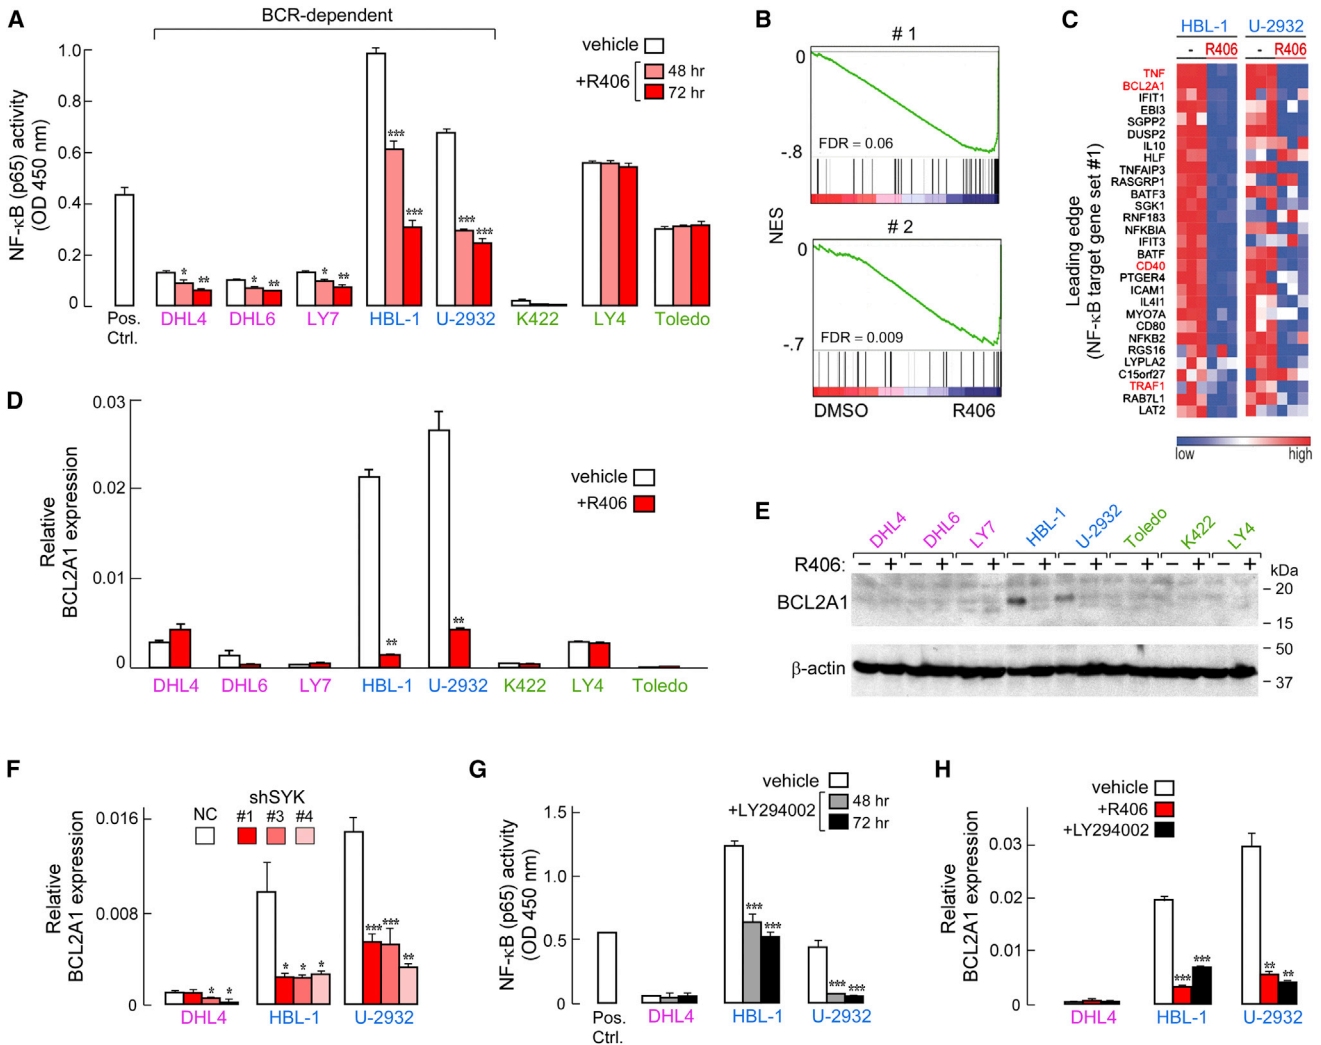 A
BCR-dependent
vehicle
+R406
48 hr
72 hr
NF-κB (p65) activity
(OD 450 nm)
1.0
0.8
0.6
0.4
0.2
0
* ** * ** * ** *** *** *** ***
Pos.
Ctrl.
DHL4 DHL6 LY7 HBL-1 U-2932 K422 LY4 Toledo
B
# 1
0
-.8
FDR = 0.06
NES
# 2
0
-.7
FDR = 0.009
DMSO R406
C
HBL-1 U-2932
- R406 - R406
Leading edge
(NF-κB target gene set #1)
TNF
BCL2A1
IFIT1
EBI3
SGPP2
DUSP2
IL10
HLF
TNFAIP3
RASGRP1
BATF3
SGK1
RNF183
NFKBIA
IFIT3
BATF
CD40
PTGER4
ICAM1
IL4I1
MYO7A
CD80
NFKB2
RGS16
LYPLA2
C15orf27
TRAF1
RAB7L1
LAT2
low high
D
Relative
BCL2A1 expression
0.03
0.02
0.01
0
vehicle
+R406
** **
DHL4 DHL6 LY7 HBL-1 U-2932 K422 LY4 Toledo
E
DHL4 DHL6 LY7 HBL-1 U-2932 Toledo K422 LY4
R406: − + − + − + − + − + − + − + − +
kDa
BCL2A1
– 20
– 15
β-actin
– 50
– 37
F
shSYK
NC #1 #3 #4
Relative
BCL2A1 expression
0.016
0.008
0
* * * * * *** *** **
DHL4 HBL-1 U-2932
G
vehicle
+LY294002
48 hr
72 hr
NF-κB (p65) activity
(OD 450 nm)
1.5
1.0
0.5
0
*** *** *** ***
Pos.
Ctrl.
DHL4 HBL-1 U-2932
H
vehicle
+R406
+LY294002
Relative
BCL2A1 expression
0.03
0.02
0.01
0
*** *** ** **
DHL4 HBL-1 U-2932